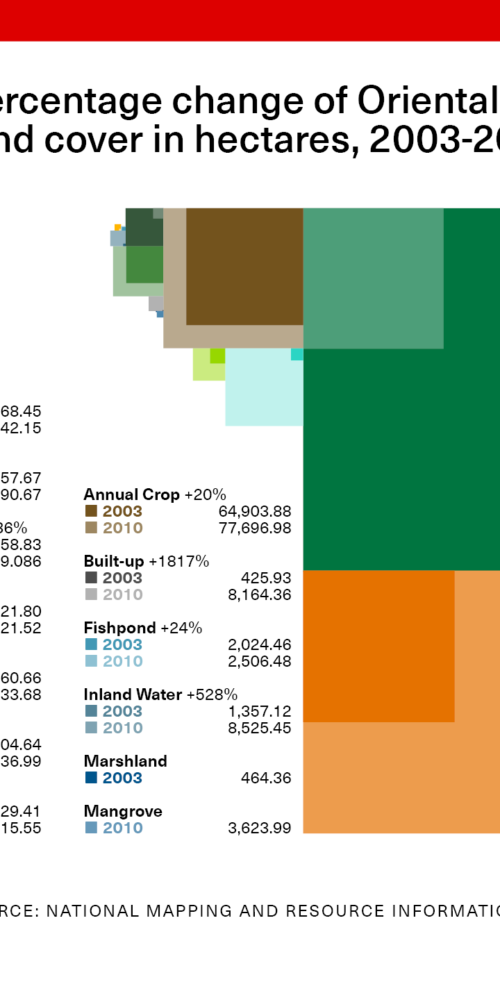 ercentage change of Oriental
nd cover in hectares, 2003-20
68.45
42.15
57.67
90.67
36%
58.83
9.086
21.80
21.52
60.66
33.68
04.64
36.99
29.41
15.55
Annual Crop +20%
2003 64,903.88
2010 77,696.98
Built-up +1817%
2003 425.93
2010 8,164.36
Fishpond +24%
2003 2,024.46
2010 2,506.48
Inland Water +528%
2003 1,357.12
2010 8,525.45
Marshland
2003 464.36
Mangrove
2010 3,623.99
RCE: NATIONAL MAPPING AND RESOURCE INFORMATIO